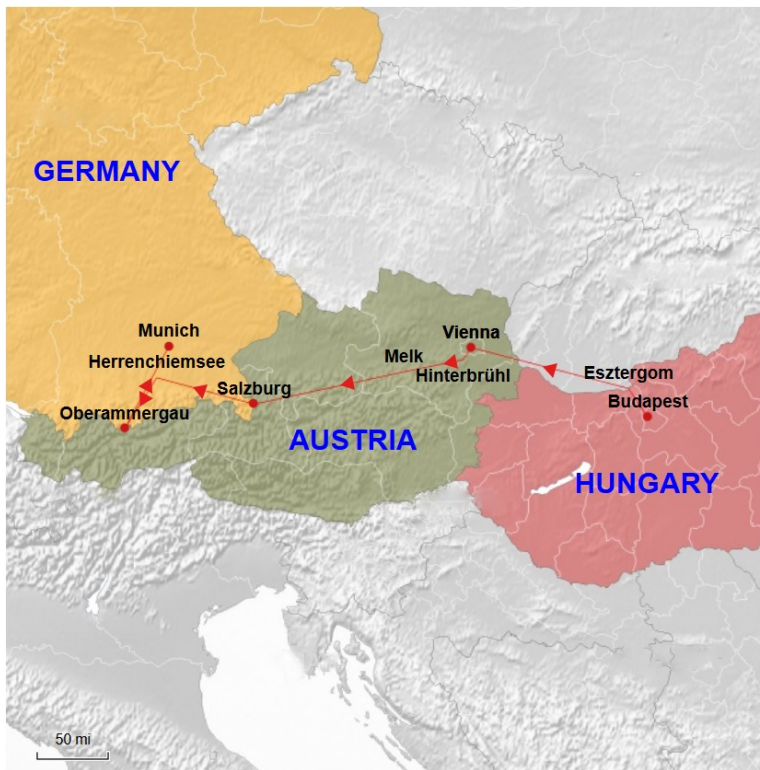 GERMANY
Munich
Vienna
Herrenchiemsee
Melk
Esztergom
Hinterbrühl
Salzburg
Budapest
Oberammergau
AUSTRIA
HUNGARY
50 mi